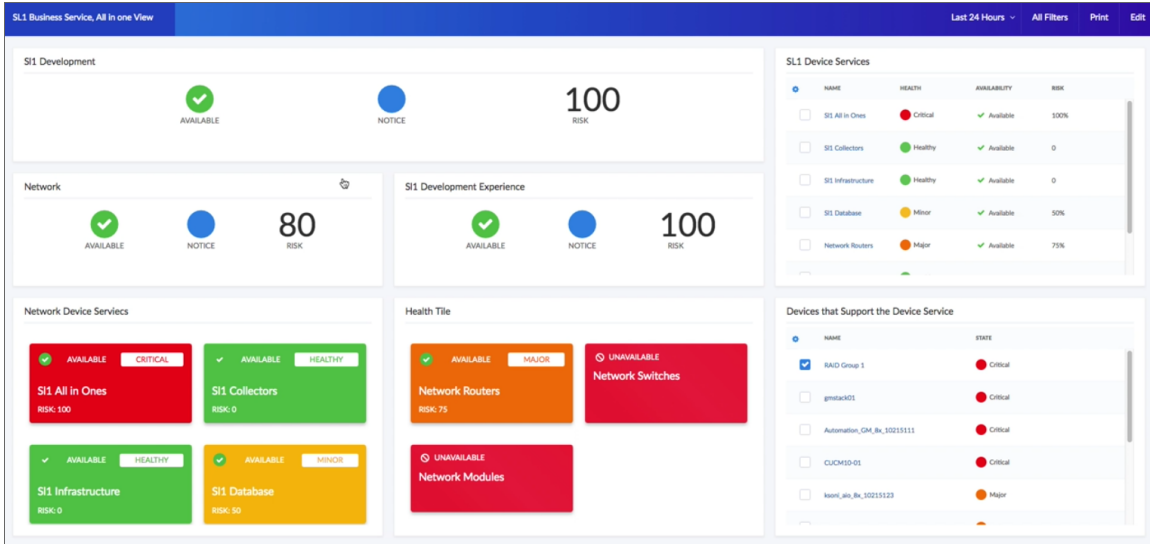 SL1 Business Service, All in one View
Last 24 Hours
All Filters
Print
Edit
Sl1 Development
AVAILABLE
NOTICE
100
RISK
Network
AVAILABLE
NOTICE
80
RISK
Sl1 Development Experience
AVAILABLE
NOTICE
100
RISK
Network Device Serviecs
AVAILABLE CRITICAL
Sl1 All in Ones
RISK: 100
AVAILABLE HEALTHY
Sl1 Collectors
RISK: 0
AVAILABLE HEALTHY
Sl1 Infrastructure
RISK: 0
AVAILABLE MINOR
Sl1 Database
RISK: 50
Health Tile
AVAILABLE MAJOR
Network Routers
RISK: 75
UNAVAILABLE
Network Switches
UNAVAILABLE
Network Modules
SL1 Device Services
NAME HEALTH AVAILABILITY RISK
Sl1 All in Ones Critical Available 100%
Sl1 Collectors Healthy Available 0
Sl1 Infrastructure Healthy Available 0
Sl1 Database Minor Available 50%
Network Routers Major Available 75%
Devices that Support the Device Service
NAME STATE
RAID Group 1 Critical
gmstack01 Critical
Automation_GM_8x_10215111 Critical
CUCM10-01 Critical
ksoni_aio_8x_10215123 Major